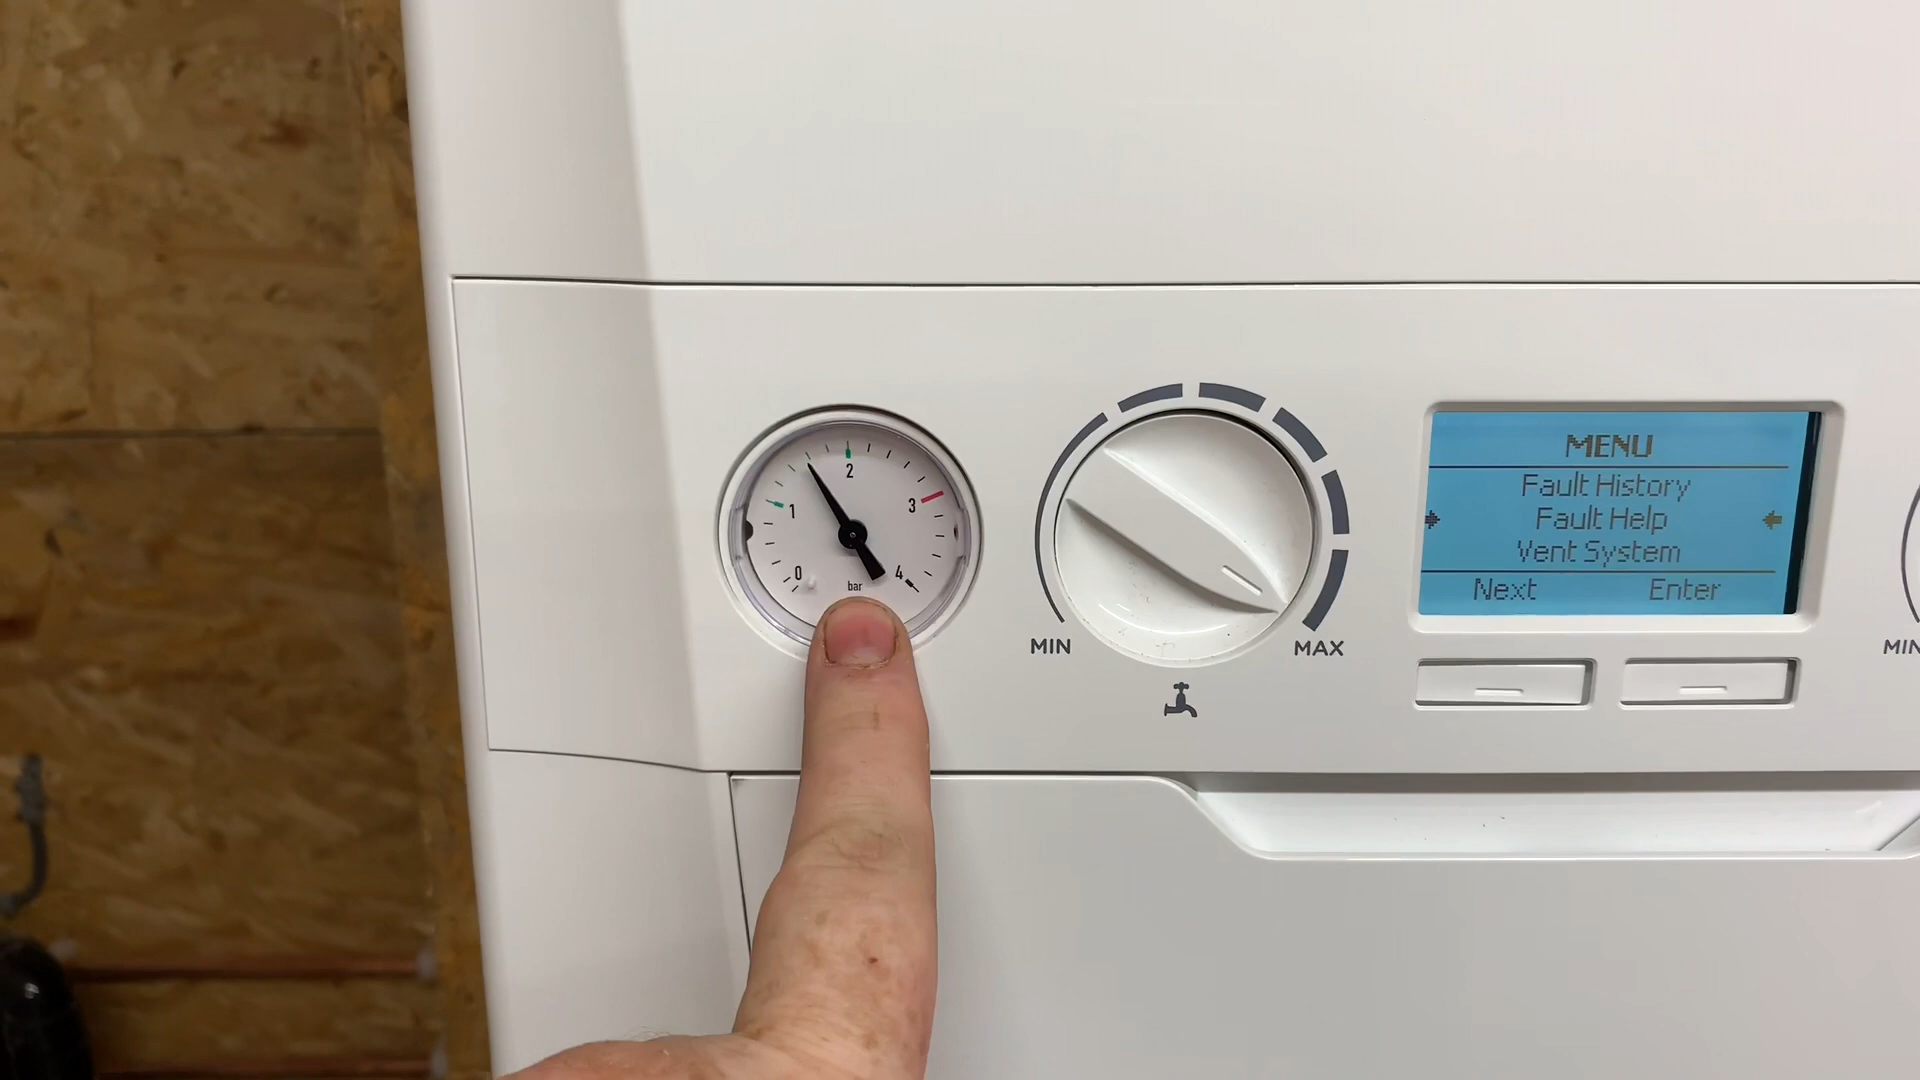 0
1
2
3
4
bar
MIN
MAX
MENU
Fault History
Fault Help
Vent System
Next Enter
MIN